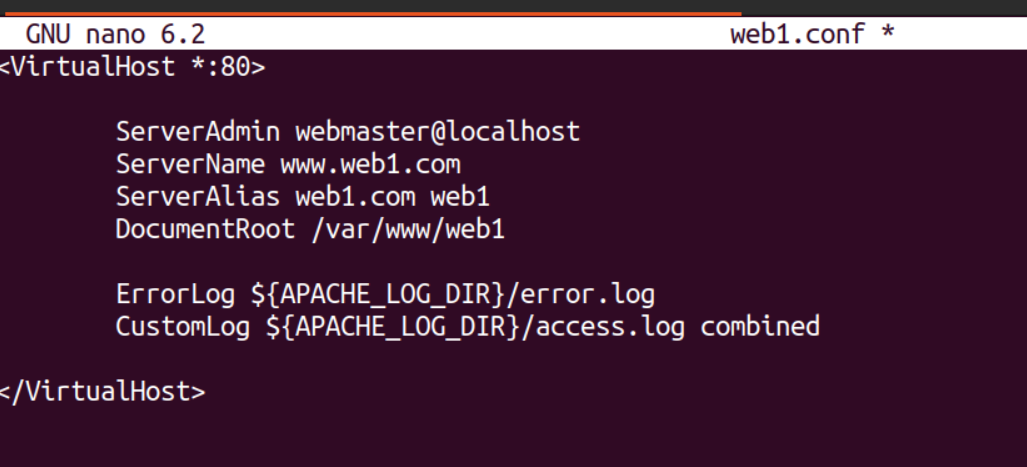 GNU nano 6.2 web1.conf *
<VirtualHost *:80>
ServerAdmin webmaster@localhost
ServerName www.web1.com
ServerAlias web1.com web1
DocumentRoot /var/www/web1
ErrorLog ${APACHE_LOG_DIR}/error.log
CustomLog ${APACHE_LOG_DIR}/access.log combined
</VirtualHost>